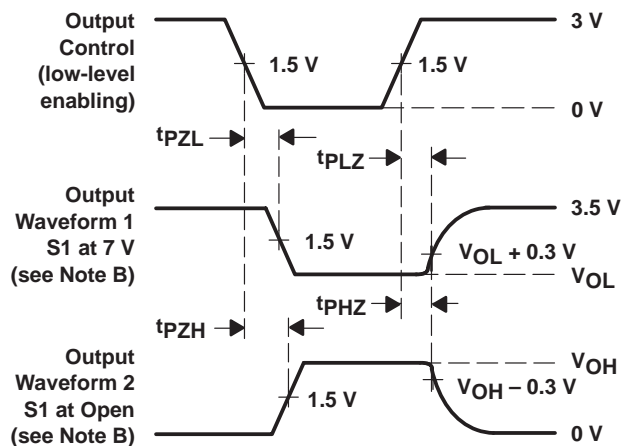 Output
Control
(low-level
enabling)
1.5 V
1.5 V
3 V
0 V
tPZL
tPLZ
Output
Waveform 1
S1 at 7 V
(see Note B)
1.5 V
3.5 V
VOL + 0.3 V
VOL
tPHZ
tPZH
Output
Waveform 2
S1 at Open
(see Note B)
1.5 V
VOH
VOH – 0.3 V
0 V